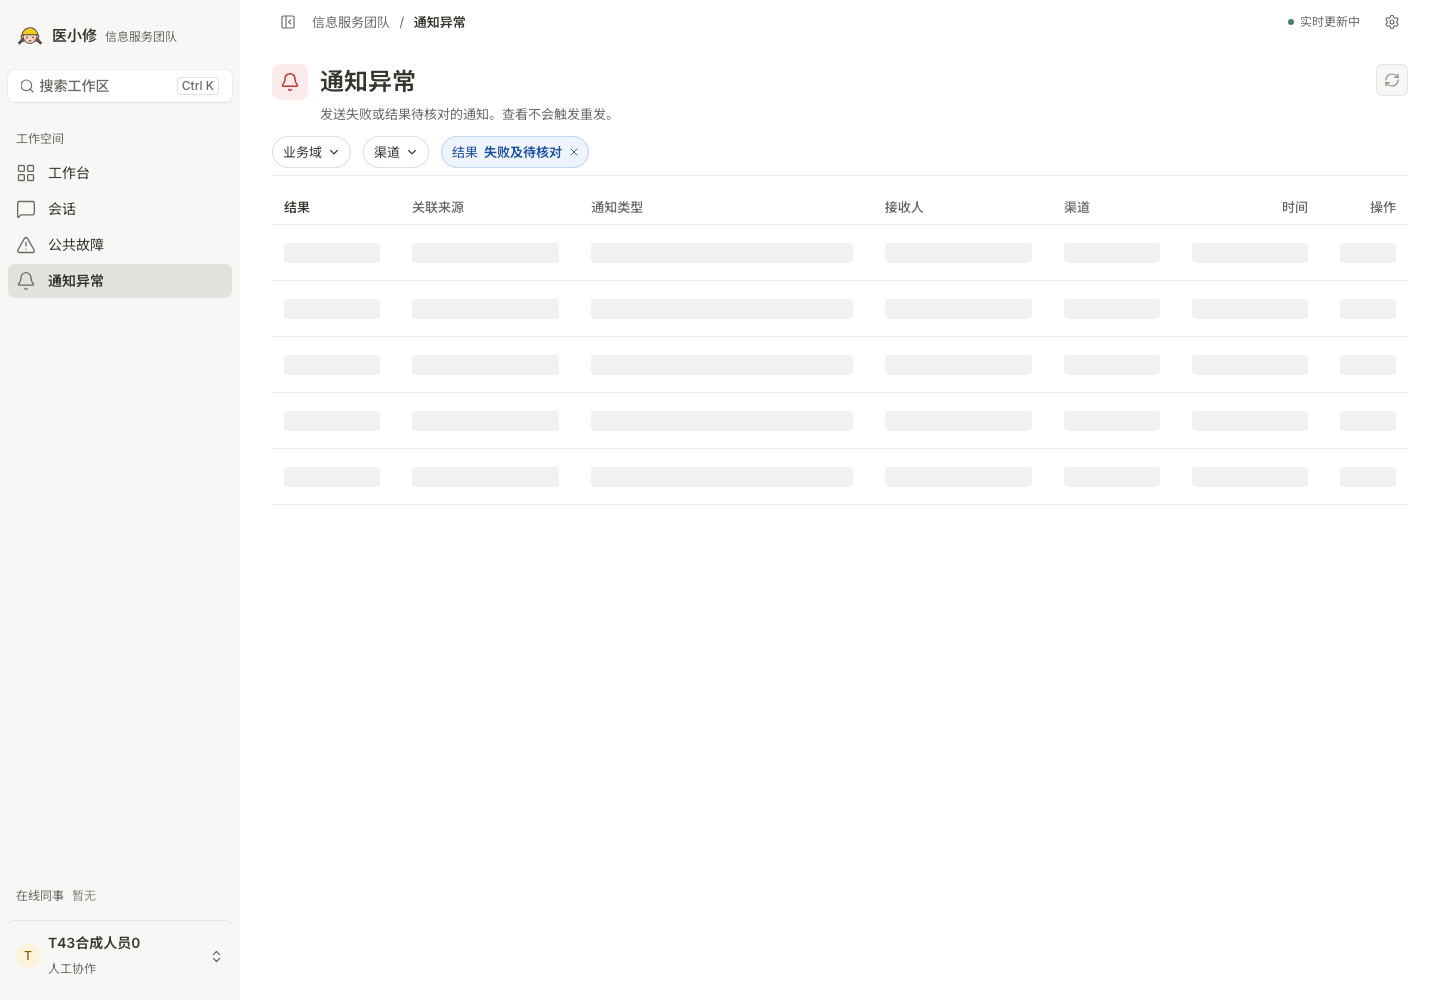 医小修 信息服务团队
搜索工作区 Ctrl K
工作空间
工作台
会话
公共故障
通知异常
在线同事 暂无
T
T43合成人员0
人工协作
信息服务团队 / 通知异常
实时更新中
通知异常
发送失败或结果待核对的通知。查看不会触发重发。
业务域 渠道 结果 失败及待核对
结果 关联来源 通知类型 接收人 渠道 时间 操作